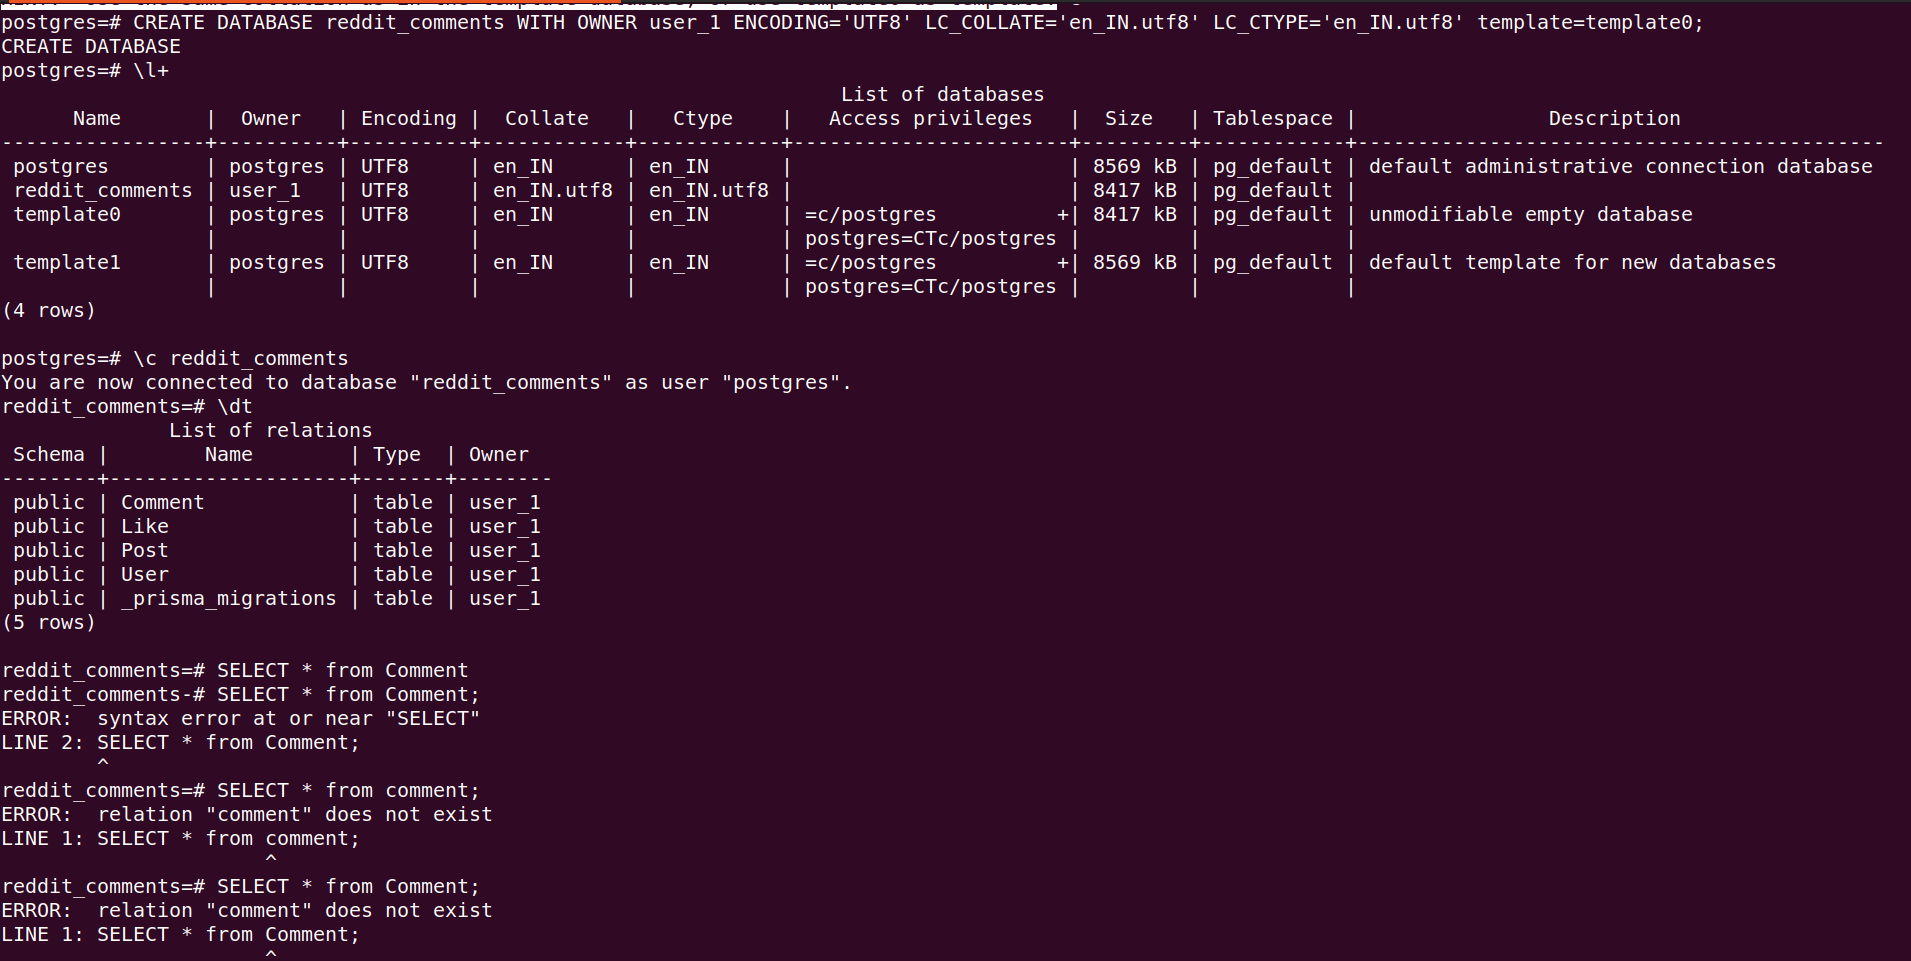 postgres=# CREATE DATABASE reddit_comments WITH OWNER user_1 ENCODING='UTF8' LC_COLLATE='en_IN.utf8' LC_CTYPE='en_IN.utf8' template=template0;
CREATE DATABASE
postgres=# \l+
                                                                      List of databases
      Name       |  Owner   | Encoding |  Collate   |   Ctype    |   Access privileges   |  Size   | Tablespace |                Description
-----------------+----------+----------+------------+------------+-----------------------+---------+------------+--------------------------------------------
 postgres        | postgres | UTF8     | en_IN      | en_IN      |                       | 8569 kB | pg_default | default administrative connection database
 reddit_comments | user_1   | UTF8     | en_IN.utf8 | en_IN.utf8 |                       | 8417 kB | pg_default |
 template0       | postgres | UTF8     | en_IN      | en_IN      | =c/postgres          +| 8417 kB | pg_default | unmodifiable empty database
                 |          |          |            |            | postgres=CTc/postgres |         |            |
 template1       | postgres | UTF8     | en_IN      | en_IN      | =c/postgres          +| 8569 kB | pg_default | default template for new databases
                 |          |          |            |            | postgres=CTc/postgres |         |            |
(4 rows)

postgres=# \c reddit_comments
You are now connected to database "reddit_comments" as user "postgres".
reddit_comments=# \dt
              List of relations
 Schema |        Name        | Type  | Owner
--------+--------------------+-------+--------
 public | Comment            | table | user_1
 public | Like               | table | user_1
 public | Post               | table | user_1
 public | User               | table | user_1
 public | _prisma_migrations | table | user_1
(5 rows)

reddit_comments=# SELECT * from Comment
reddit_comments-# SELECT * from Comment;
ERROR:  syntax error at or near "SELECT"
LINE 2: SELECT * from Comment;
        ^
reddit_comments=# SELECT * from comment;
ERROR:  relation "comment" does not exist
LINE 1: SELECT * from comment;
                      ^
reddit_comments=# SELECT * from Comment;
ERROR:  relation "comment" does not exist
LINE 1: SELECT * from Comment;
                      ^